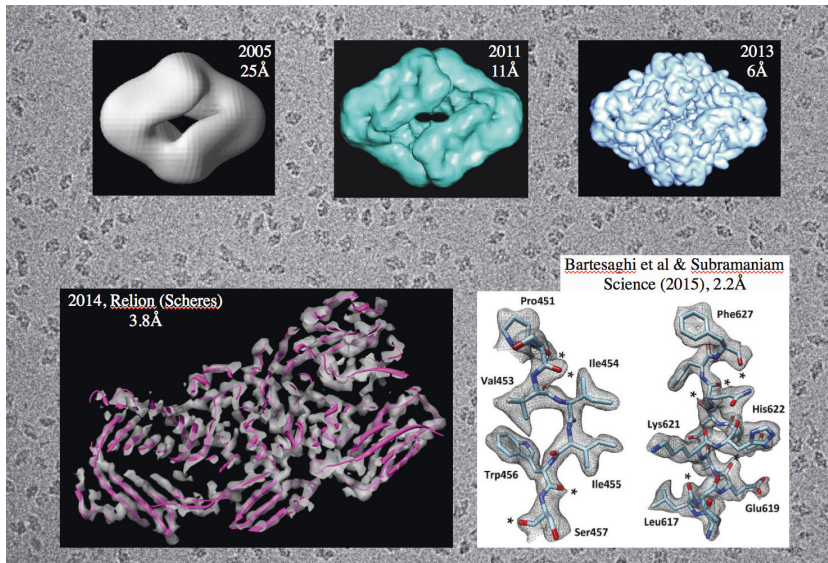 2005
25Å
2011
11Å
2013
6Å
2014, Relion (Scheres)
3.8Å
Bartesaghi et al & Subramaniam
Science (2015), 2.2Å
Pro451
*
*
Ile454
Val453
Trp456
Ile455
*
*
Ser457
Phe627
*
*
*
His622
Lys621
*
*
Glu619
Leu617